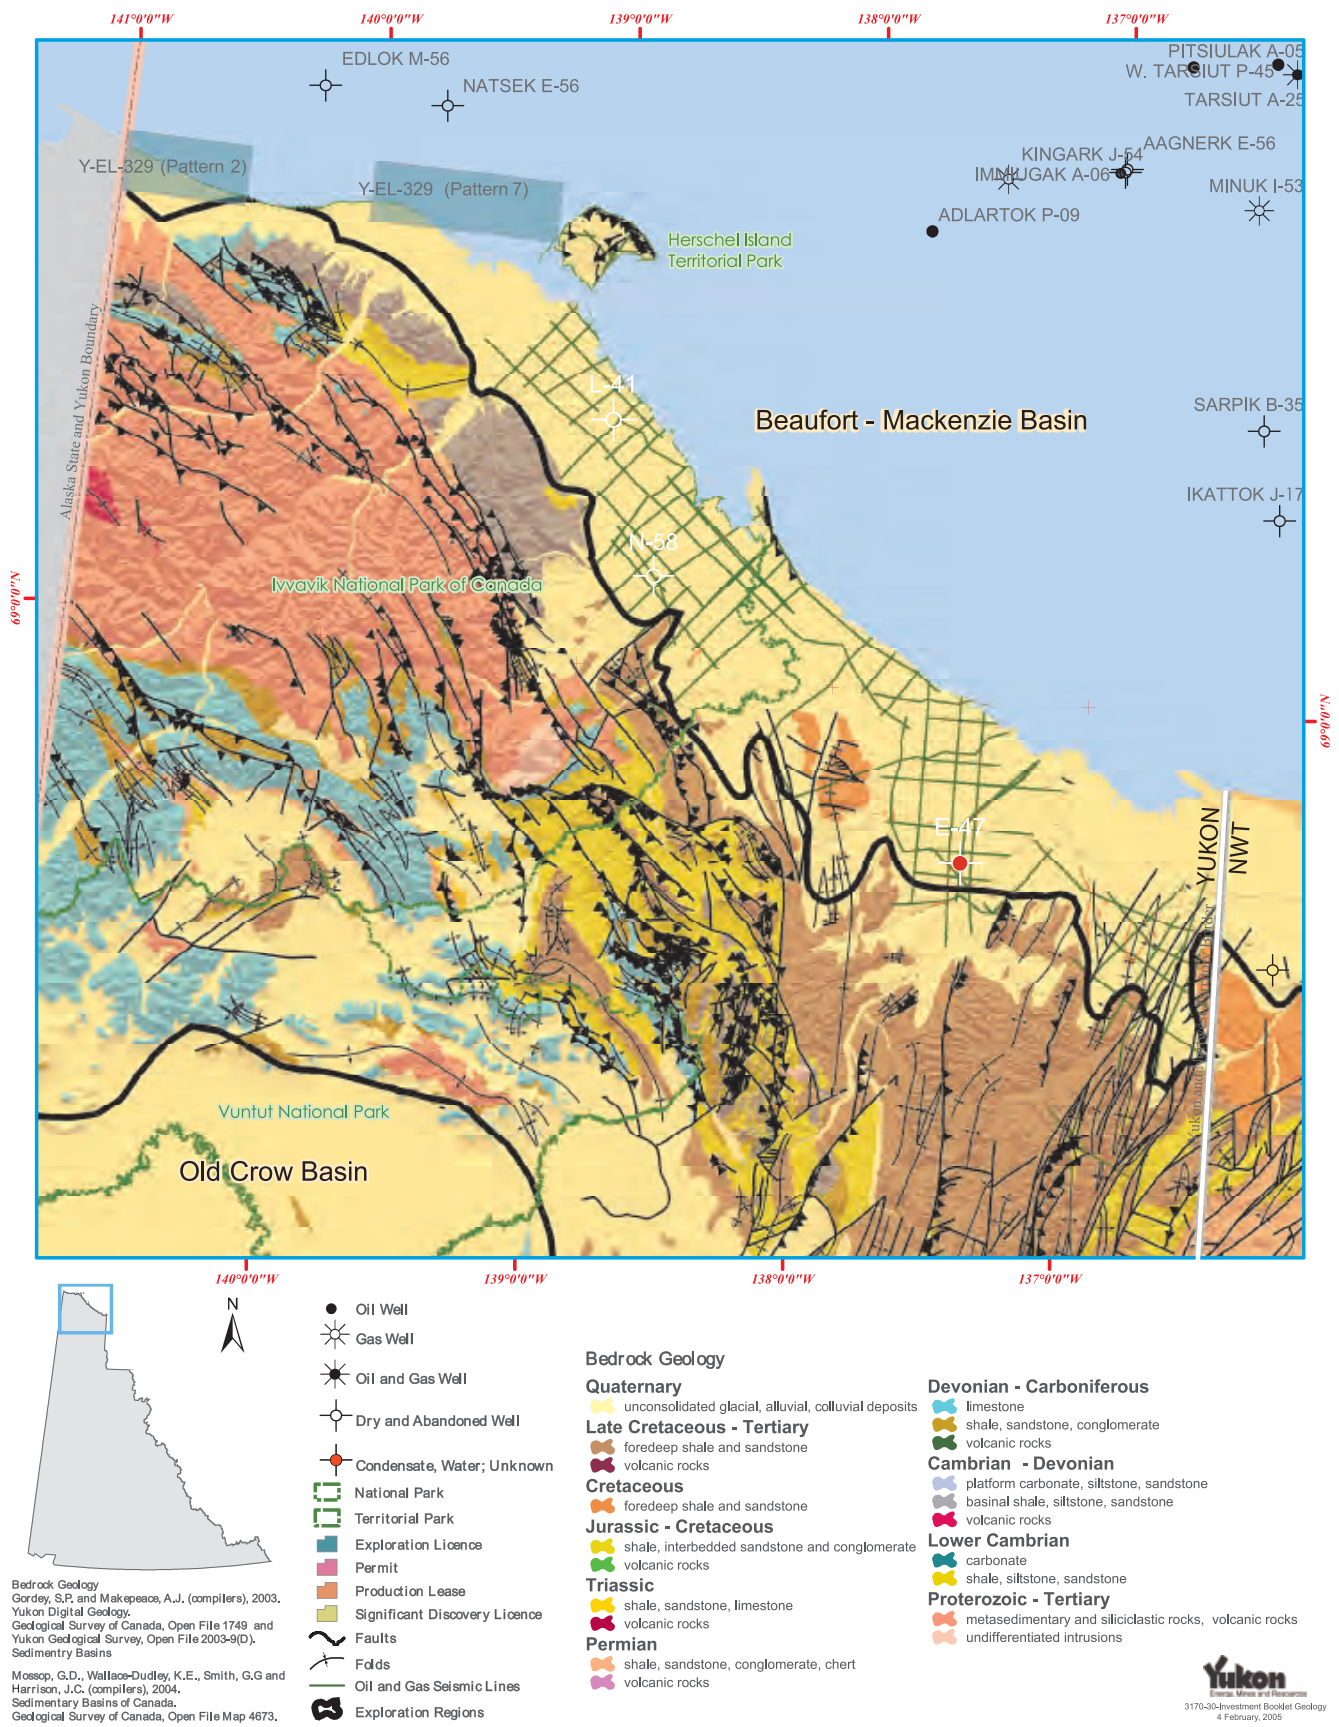 141°0'0"W
140°0'0"W
139°0'0"W
138°0'0"W
137°0'0"W
EDLOK M-56
NATSEK E-56
PITSIULAK A-05
W. TARSIUT P-45
TARSIUT A-25
AAGNERK E-56
KINGARK J-54
IMNIUGAK A-06
MINUK I-53
ADLARTOK P-09
Y-EL-329 (Pattern 2)
Y-EL-329 (Pattern 7)
Herschel Island
Territorial Park
Alaska State and Yukon Boundary
L-41
Beaufort - Mackenzie Basin
SARPIK B-35
IKATTOK J-17
N-58
Ivvavik National Park of Canada
69°0'0"N
69°0'0"N
E-47
YUKON
NWT
Vuntut National Park
Old Crow Basin
140°0'0"W
139°0'0"W
138°0'0"W
137°0'0"W
N
Oil Well
Gas Well
Oil and Gas Well
Dry and Abandoned Well
Condensate, Water; Unknown
National Park
Territorial Park
Exploration Licence
Permit
Production Lease
Significant Discovery Licence
Faults
Folds
Oil and Gas Seismic Lines
Exploration Regions
Bedrock Geology
Quaternary
unconsolidated glacial, alluvial, colluvial deposits
Late Cretaceous - Tertiary
foredeep shale and sandstone
volcanic rocks
Cretaceous
foredeep shale and sandstone
Jurassic - Cretaceous
shale, interbedded sandstone and conglomerate
volcanic rocks
Triassic
shale, sandstone, limestone
volcanic rocks
Permian
shale, sandstone, conglomerate, chert
volcanic rocks
Devonian - Carboniferous
limestone
shale, sandstone, conglomerate
volcanic rocks
Cambrian - Devonian
platform carbonate, siltstone, sandstone
basinal shale, siltstone, sandstone
volcanic rocks
Lower Cambrian
carbonate
shale, siltstone, sandstone
Proterozoic - Tertiary
metasedimentary and siliciclastic rocks, volcanic rocks
undifferentiated intrusions
Bedrock Geology
Gordey, S.P. and Makepeace, A.J. (compilers), 2003.
Yukon Digital Geology.
Geological Survey of Canada, Open File 1749 and
Yukon Geological Survey, Open File 2003-9(D).
Sedimentry Basins
Mossop, G.D., Wallace-Dudley, K.E., Smith, G.G and
Harrison, J.C. (compilers), 2004.
Sedimentary Basins of Canada.
Geological Survey of Canada, Open File Map 4673.
Yukon
Energy, Mines and Resources
3170-30-Investment Booklet Geology
4 February, 2005